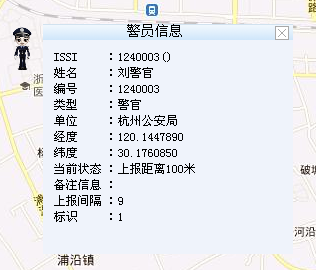 警员信息
ISSI : 1240003()
姓名 : 刘警官
编号 : 1240003
类型 : 警官
单位 : 杭州公安局
经度 : 120.1447890
纬度 : 30.1760850
当前状态 : 上报距离100米
备注信息 :
上报间隔 : 9
标识 : 1
浙
医
破塘
河沿
浦沿镇